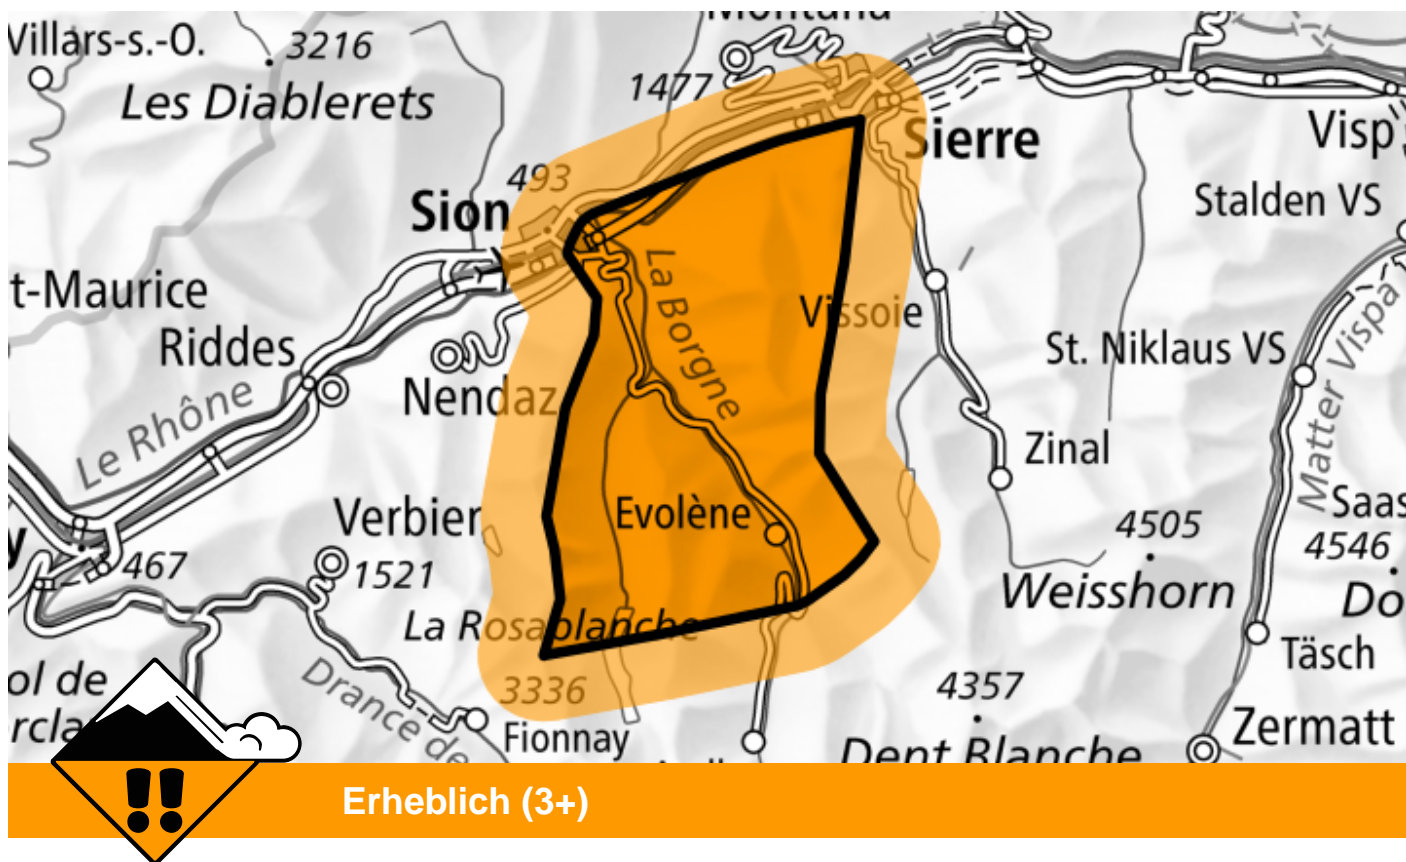 Villars-s.-O.
3216
Les Diablerets
1477
Sierre
Visp
493
Sion
Stalden VS
t-Maurice
La Borgne
Vissoie
Riddes
St. Niklaus VS
Matter Vispa
Nendaz
Le Rhône
Zinal
Verbier
Evolène
Saas
4505
4546
y
467
1521
Weisshorn
Do
La Rosablanche
Täsch
ol de
3336
4357
Drance de
Fionnay
Zermatt
Dent Blanche
Erheblich (3+)